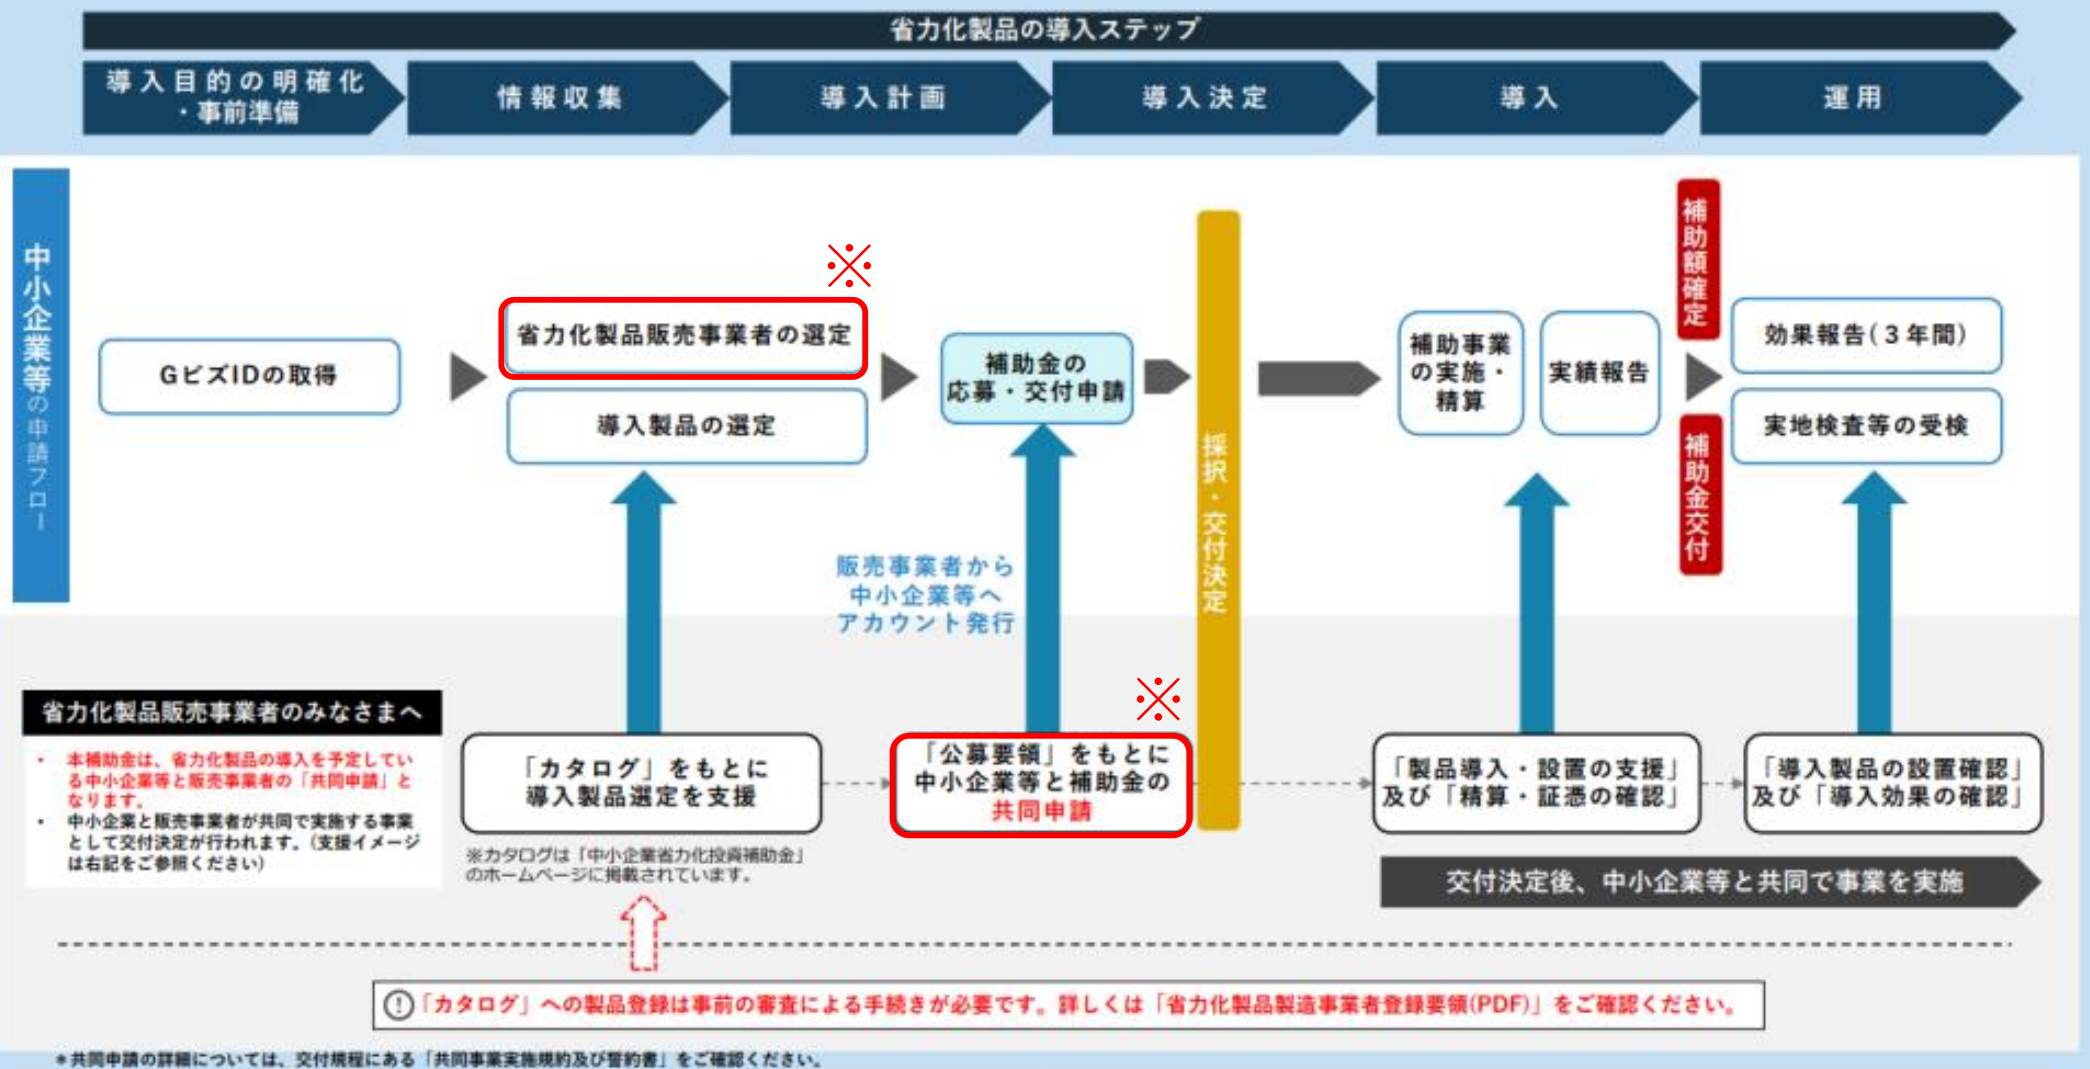 省力化製品の導入ステップ
導入目的の明確化
・事前準備
情報収集
導入計画
導入決定
導入
運用
中小企業等の申請フロー
GビズIDの取得
※
省力化製品販売事業者の選定
導入製品の選定
補助金の
応募・交付申請
採択・交付決定
補助事業
の実施・
精算
実績報告
補助額確定
補助金交付
効果報告(3年間)
実地検査等の受検
販売事業者から
中小企業等へ
アカウント発行
省力化製品販売事業者のみなさまへ
・ 本補助金は、省力化製品の導入を予定してい
る中小企業等と販売事業者の「共同申請」と
なります。
・ 中小企業と販売事業者が共同で実施する事業
として交付決定が行われます。(支援イメージ
は右記をご参照ください)
「カタログ」をもとに
導入製品選定を支援
※カタログは「中小企業省力化投資補助金」
のホームページに掲載されています。
※
「公募要領」をもとに
中小企業等と補助金の
共同申請
「製品導入・設置の支援」
及び「精算・証憑の確認」
「導入製品の設置確認」
及び「導入効果の確認」
交付決定後、中小企業等と共同で事業を実施
! 「カタログ」への製品登録は事前の審査による手続きが必要です。詳しくは「省力化製品製造事業者登録要領(PDF)」をご確認ください。
*共同申請の詳細については、交付規程にある「共同事業実施規約及び誓約書」をご確認ください。